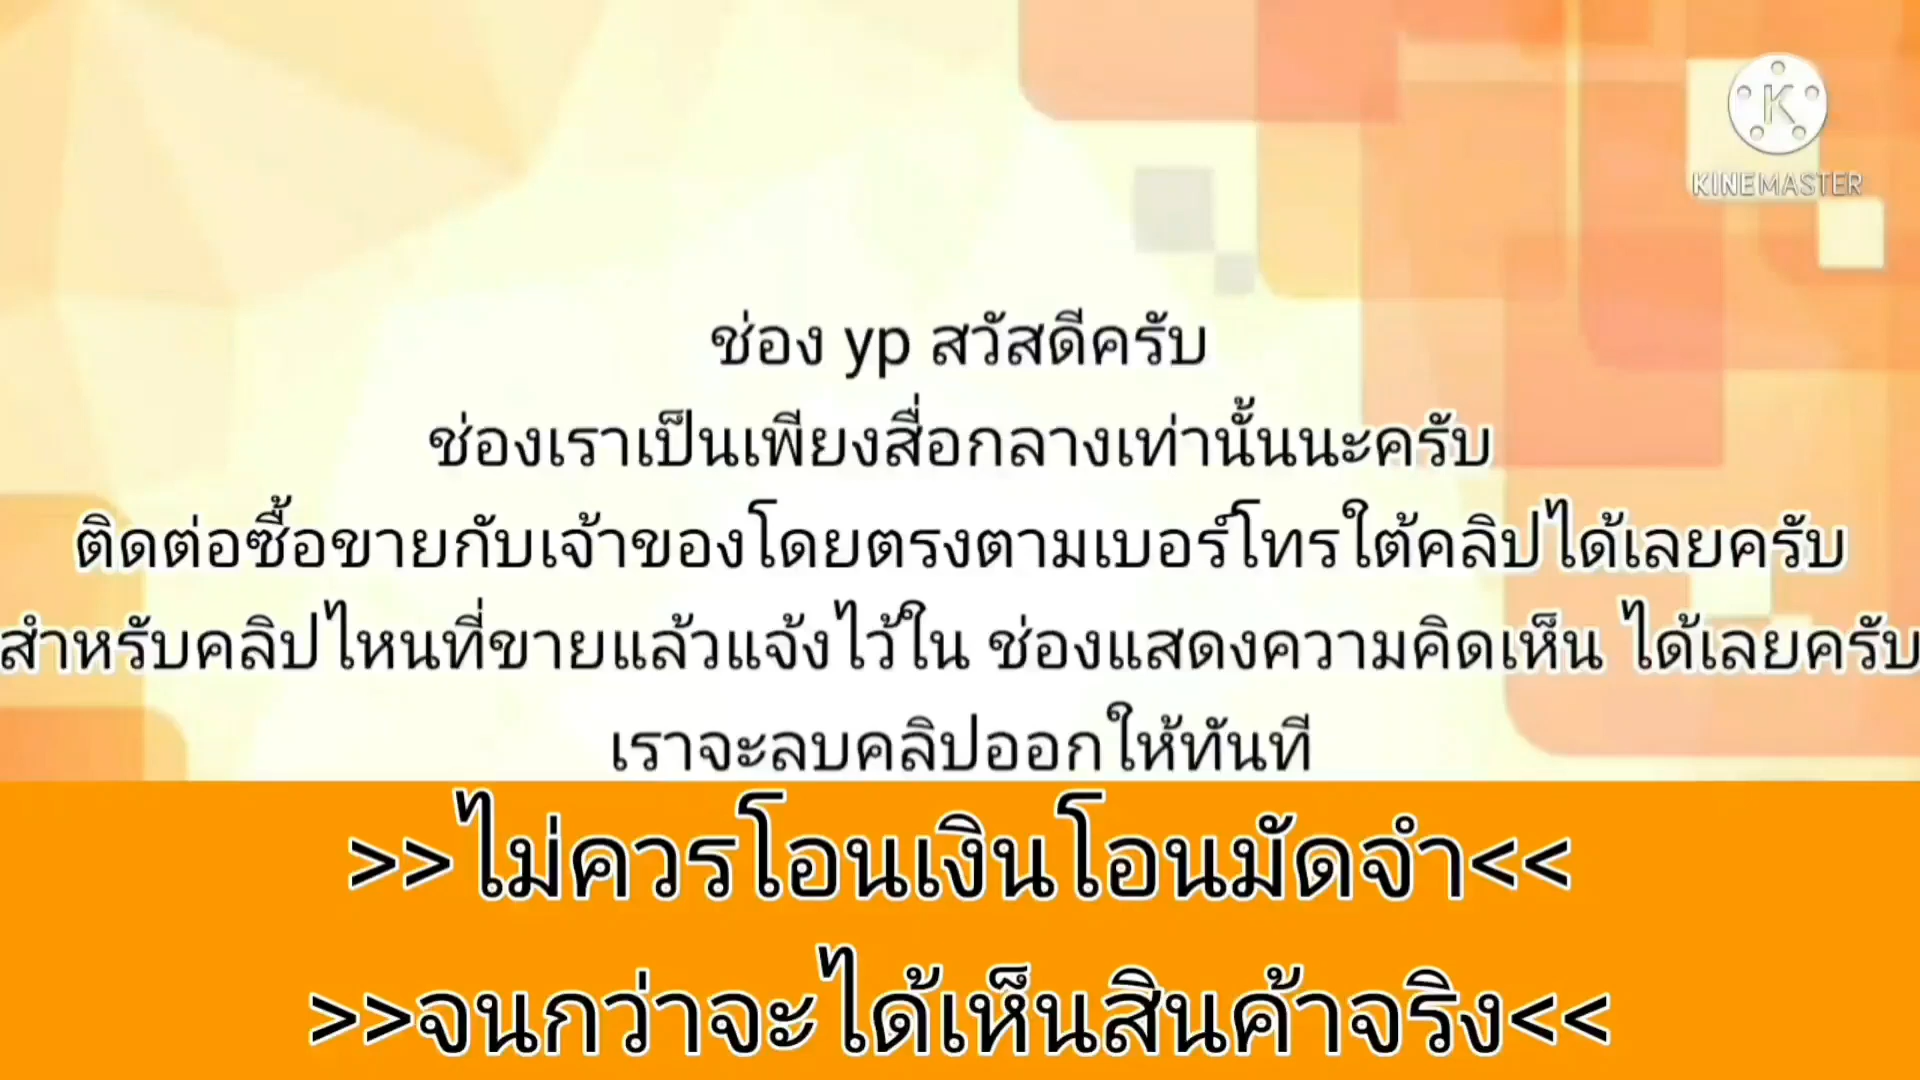 KINEMASTER
ช่อง yp สวัสดีครับ
ช่องเราเป็นเพียงสื่อกลางเท่านั้นนะครับ
ติดต่อซื้อขายกับเจ้าของโดยตรงตามเบอร์โทรใต้คลิปได้เลยครับ
สำหรับคลิปไหนที่ขายแล้วแจ้งไว้ใน ช่องแสดงความคิดเห็น ได้เลยครับ
เราจะลบคลิปออกให้ทันที
>>ไม่ควรโอนเงินโอนมัดจำ<<
>>จนกว่าจะได้เห็นสินค้าจริง<<